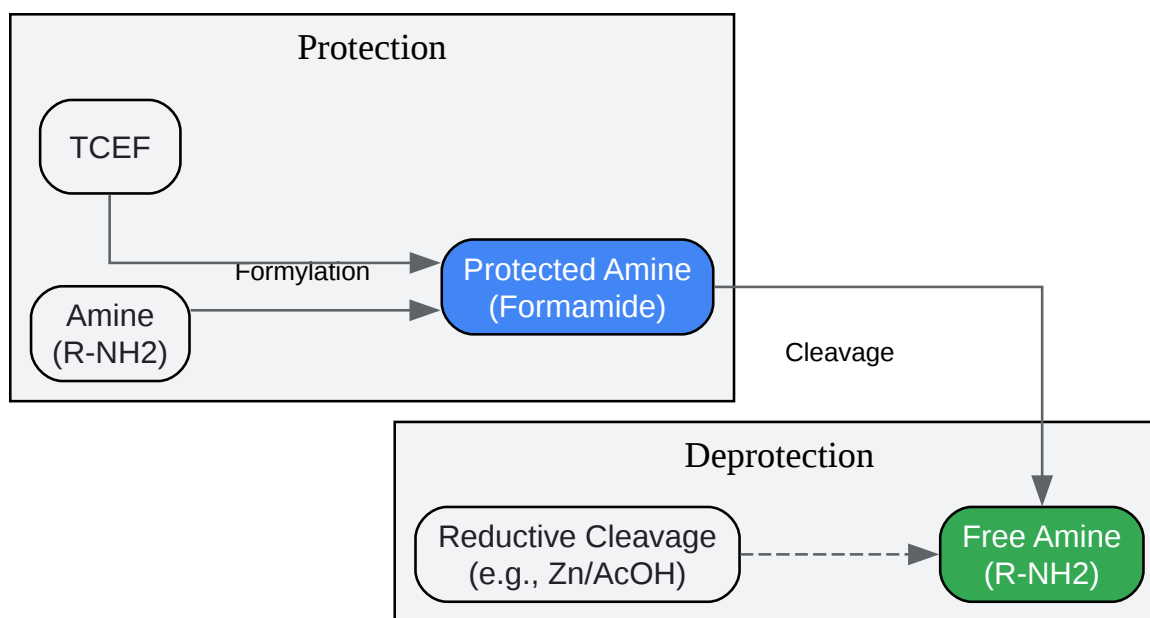 Protection
TCEF
Formylation
Protected Amine
(Formamide)
Amine
(R-NH2)
Cleavage
Deprotection
Reductive Cleavage
(e.g., Zn/AcOH)
Free Amine
(R-NH2)